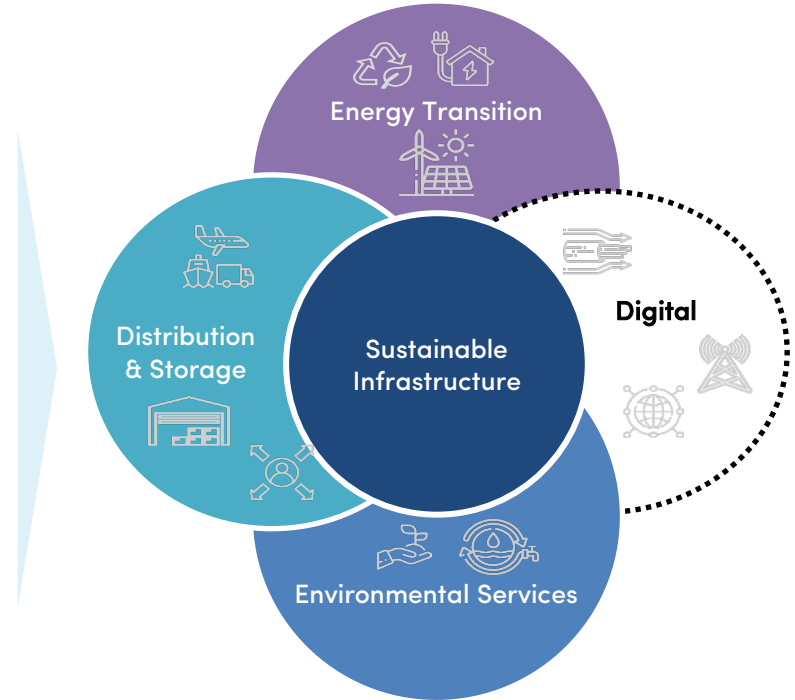 Energy Transition
Digital
Distribution
& Storage
Sustainable
Infrastructure
Environmental Services